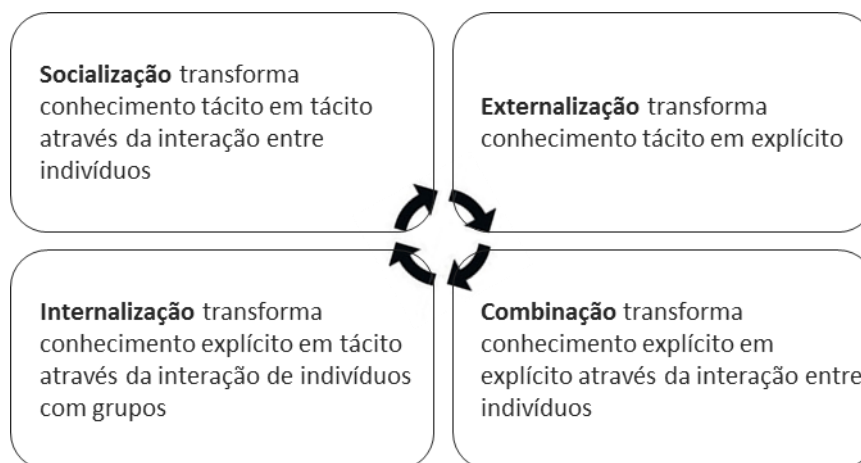 Socialização transforma
conhecimento tácito em tácito
através da interação entre
indivíduos
Externalização transforma
conhecimento tácito em explícito
Internalização transforma
conhecimento explícito em tácito
através da interação de indivíduos
com grupos
Combinação transforma
conhecimento explícito em
explícito através da interação entre
indivíduos